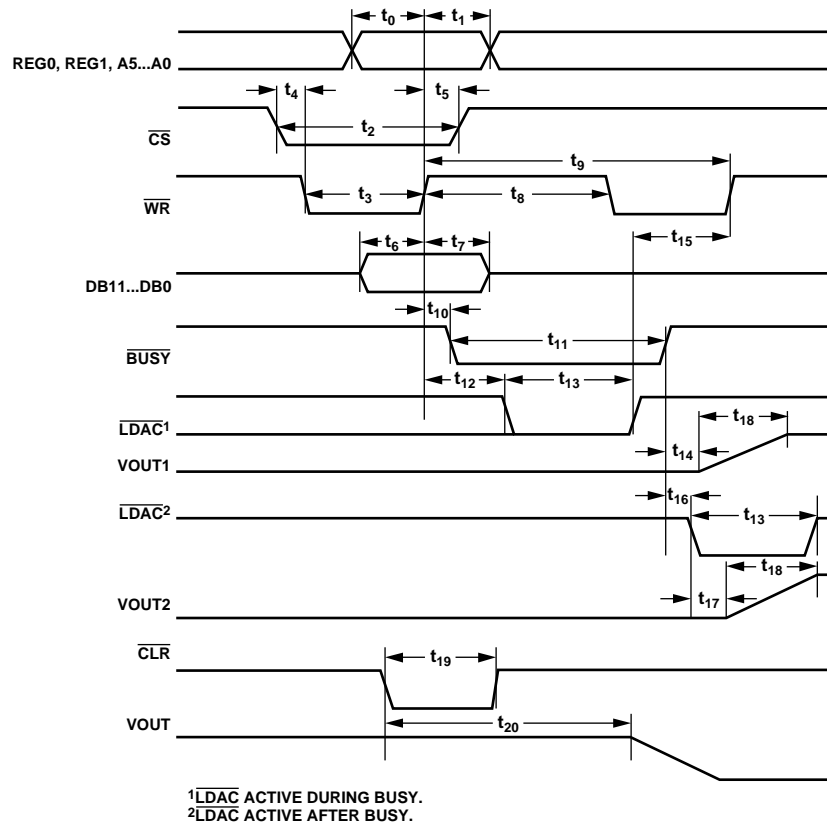 t0 t1
REG0, REG1, A5...A0
t4 t5
t2
CS
t9
WR
t3 t8
t15
t6 t7
DB11...DB0
t10
t11
BUSY
t12 t13
t18
LDAC1
t14
VOUT1
t16
LDAC2
t13
t18
VOUT2
t17
CLR
t19
VOUT
t20
1LDAC ACTIVE DURING BUSY.
2LDAC ACTIVE AFTER BUSY.